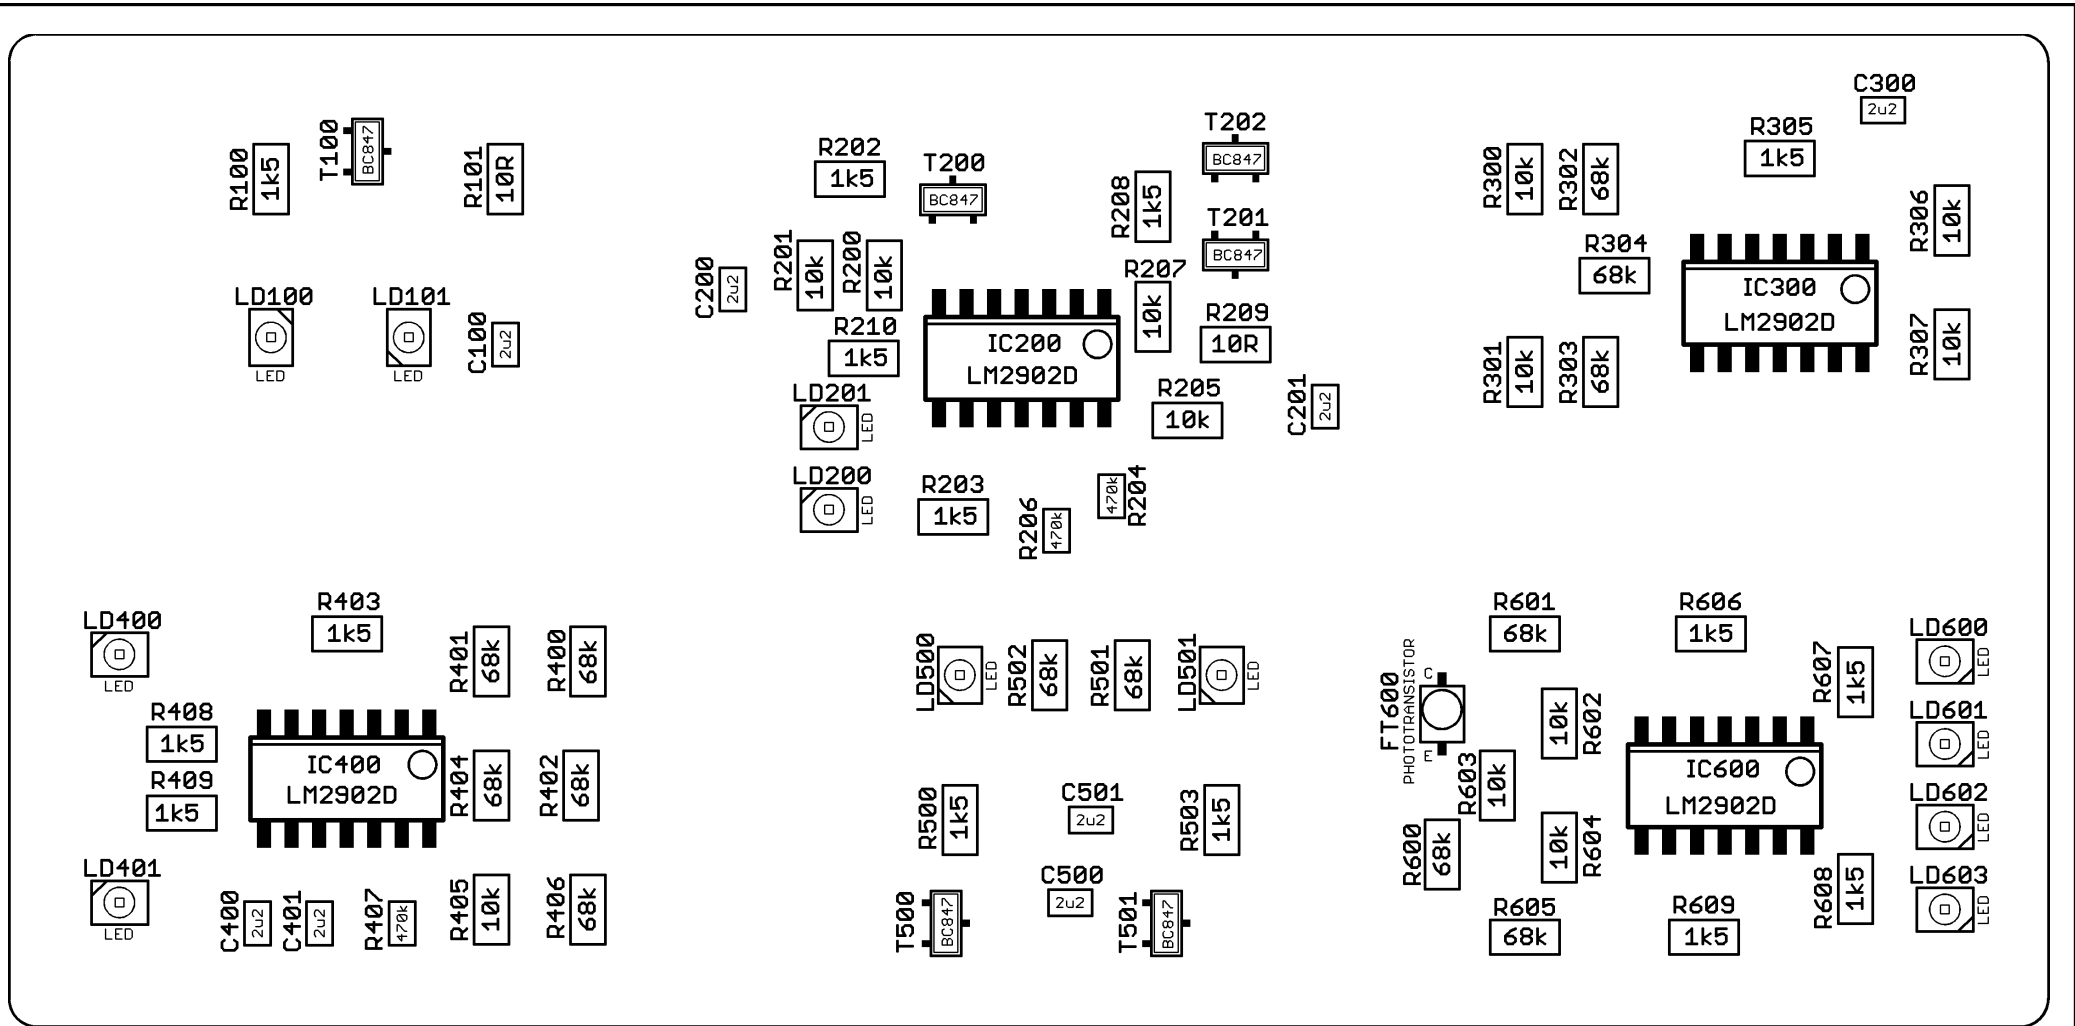 R100
1k5
T100
BC847
R101
10R
LD100
LED
LD101
LED
C100
2u2
R202
1k5
T200
BC847
T202
BC847
R208
1k5
T201
BC847
C200
2u2
R201
10k
R200
10k
R207
10k
R210
1k5
IC200
LM2902D
R209
10R
LD201
LED
R205
10k
C201
2u2
LD200
LED
R203
1k5
R206
470k
470k
R204
C300
2u2
R305
1k5
R300
10k
R302
68k
R306
10k
R304
68k
IC300
LM2902D
R301
10k
R303
68k
R307
10k
LD400
LED
R403
1k5
R401
68k
R400
68k
R408
1k5
IC400
LM2902D
R409
1k5
R404
68k
R402
68k
LD401
LED
C400
2u2
C401
2u2
R407
470k
R405
10k
R406
68k
LD500
LED
R502
68k
R501
68k
LD501
LED
R500
1k5
C501
2u2
R503
1k5
C500
2u2
T500
BC847
T501
BC847
R601
68k
R606
1k5
LD600
LED
FT600
PHOTOTRANSISTOR
C
E
10k
R602
R607
1k5
LD601
LED
R603
10k
IC600
LM2902D
LD602
LED
R600
68k
10k
R604
R608
1k5
LD603
LED
R605
68k
R609
1k5